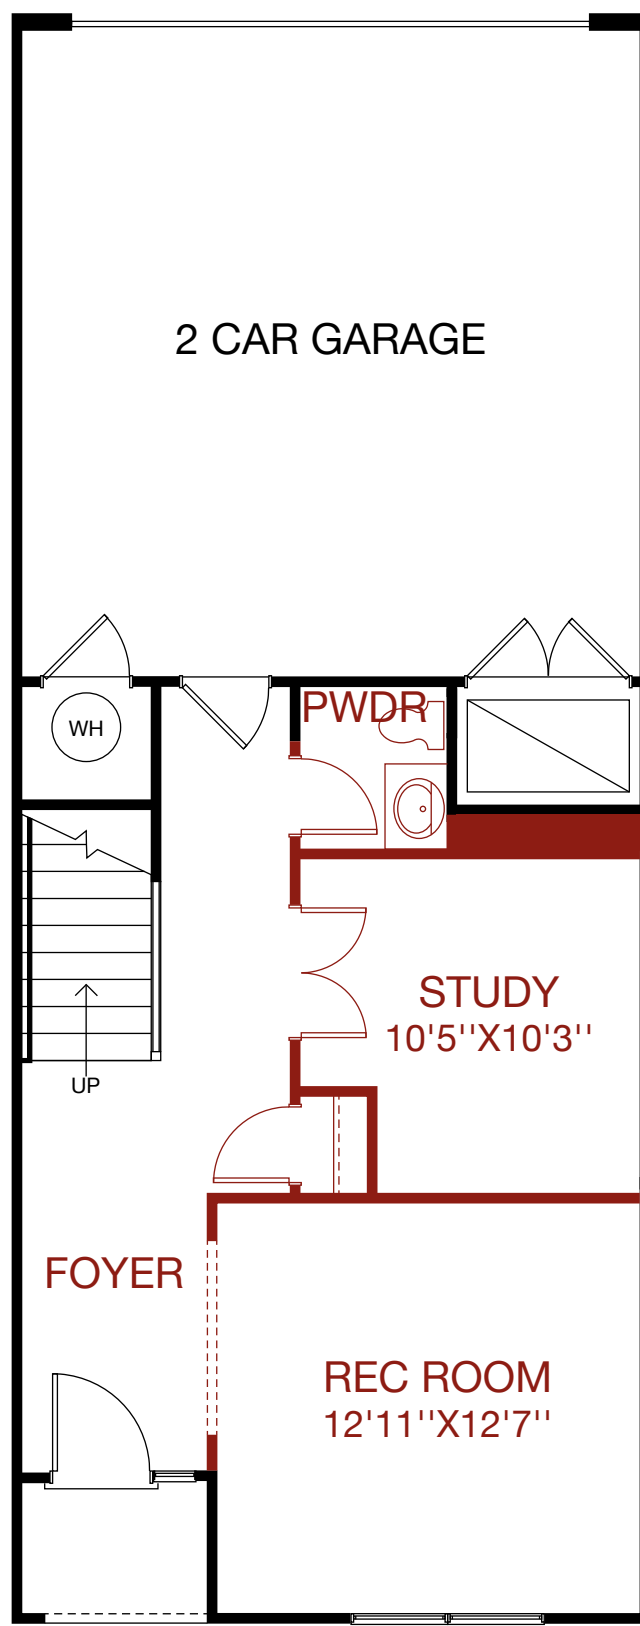 2 CAR GARAGE
PWDR
WH
STUDY
10'5''X10'3''
UP
FOYER
REC ROOM
12'11''X12'7''